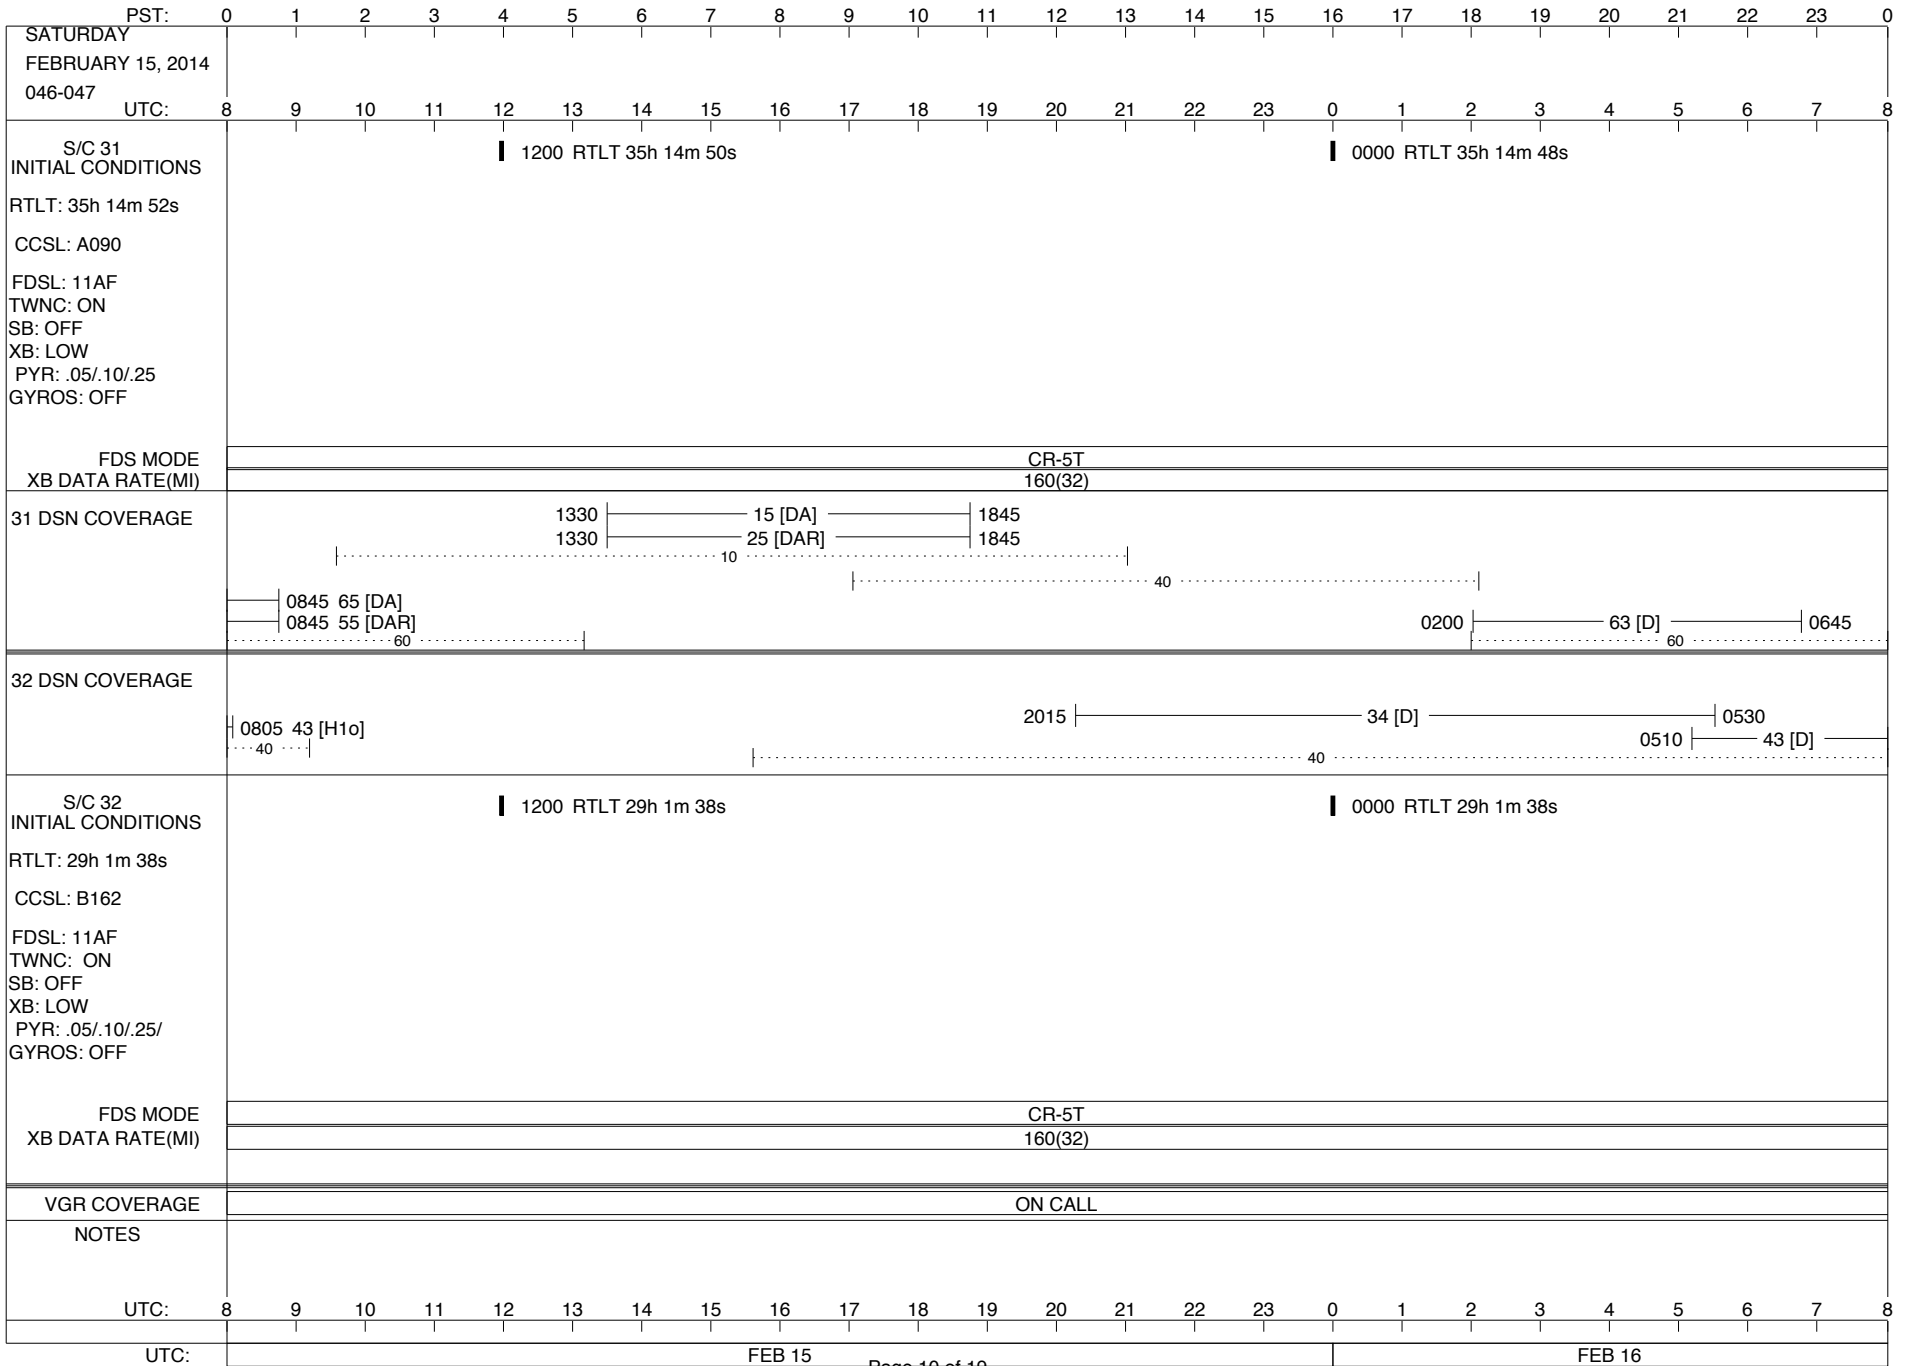 PST: 0 1 2 3 4 5 6 7 8 9 10 11 12 13 14 15 16 17 18 19 20 21 22 23 0
SATURDAY
FEBRUARY 15, 2014
046-047
UTC: 8 9 10 11 12 13 14 15 16 17 18 19 20 21 22 23 0 1 2 3 4 5 6 7 8
S/C 31
INITIAL CONDITIONS
1200 RTLT 35h 14m 50s
0000 RTLT 35h 14m 48s
RTLT: 35h 14m 52s
CCSL: A090
FDSL: 11AF
TWNC: ON
SB: OFF
XB: LOW
PYR: .05/.10/.25
GYROS: OFF
FDS MODE CR-5T
XB DATA RATE(MI) 160(32)
31 DSN COVERAGE
1330 15 [DA] 1845
1330 25 [DAR] 1845
10
40
0845 65 [DA]
0845 55 [DAR]
0200 63 [D] 0645
60 60
32 DSN COVERAGE
2015 34 [D] 0530
0805 43 [H1o]
0510 43 [D]
40
40
S/C 32
INITIAL CONDITIONS
1200 RTLT 29h 1m 38s
0000 RTLT 29h 1m 38s
RTLT: 29h 1m 38s
CCSL: B162
FDSL: 11AF
TWNC: ON
SB: OFF
XB: LOW
PYR: .05/.10/.25/
GYROS: OFF
FDS MODE CR-5T
XB DATA RATE(MI) 160(32)
VGR COVERAGE ON CALL
NOTES
UTC: 8 9 10 11 12 13 14 15 16 17 18 19 20 21 22 23 0 1 2 3 4 5 6 7 8
UTC: FEB 15 FEB 16
Page 10 of 10